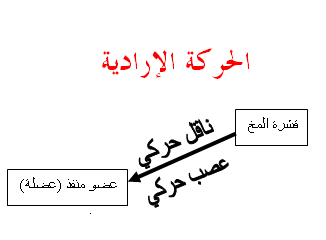 الحركة الإرادية
قشرة المخ
ناقل حركي
عصب حركي
عضو منفذ (عضلة)